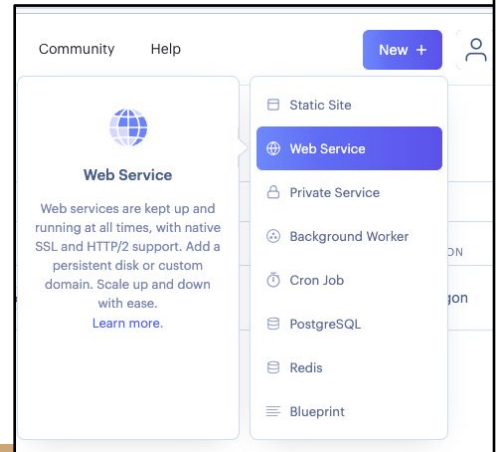 Community Help New +
Web Service
Web services are kept up and
running at all times, with native
SSL and HTTP/2 support. Add a
persistent disk or custom
domain. Scale up and down
with ease.
Learn more.
Static Site
Web Service
Private Service
Background Worker
Cron Job
PostgreSQL
Redis
Blueprint
ON
gon